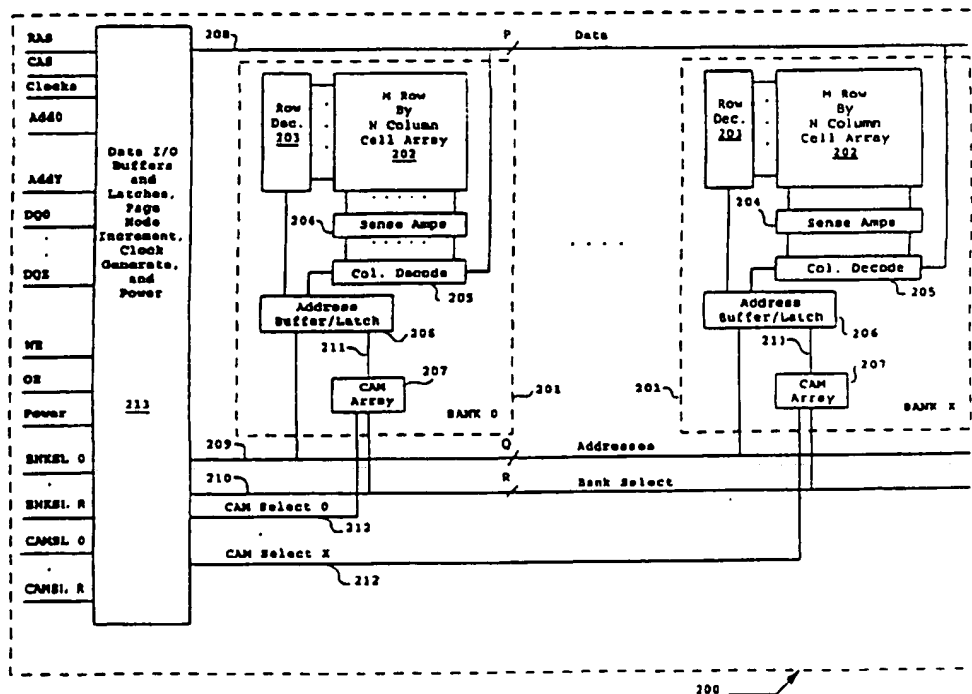 RAS
CAS
Clocks
Add0
AddY
DQ0
DQZ
WE
OE
Power
BNKSL 0
BNKSL R
CAMSL 0
CAMSL R
Data I/O
Buffers
and
Latches,
Page
Mode
Increment,
Clock
Generate,
and
Power
213
208
P
Data
Row
Dec.
203
M Row
By
N Column
Cell Array
202
204
Sense Amps
Col. Decode
205
Address
Buffer/Latch
206
211
207
CAM
Array
BANK 0
201
Row
Dec.
203
M Row
By
N Column
Cell Array
202
204
Sense Amps
Col. Decode
205
Address
Buffer/Latch
206
211
207
CAM
Array
201
BANK X
209
Q
Addresses
210
R
Bank Select
CAM Select 0
212
CAM Select X
212
200